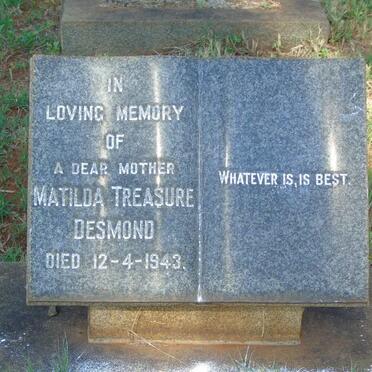 IN
LOVING MEMORY
OF
A DEAR MOTHER
MATILDA TREASURE
DESMOND
DIED 12-4-1943.
WHATEVER IS, IS BEST.